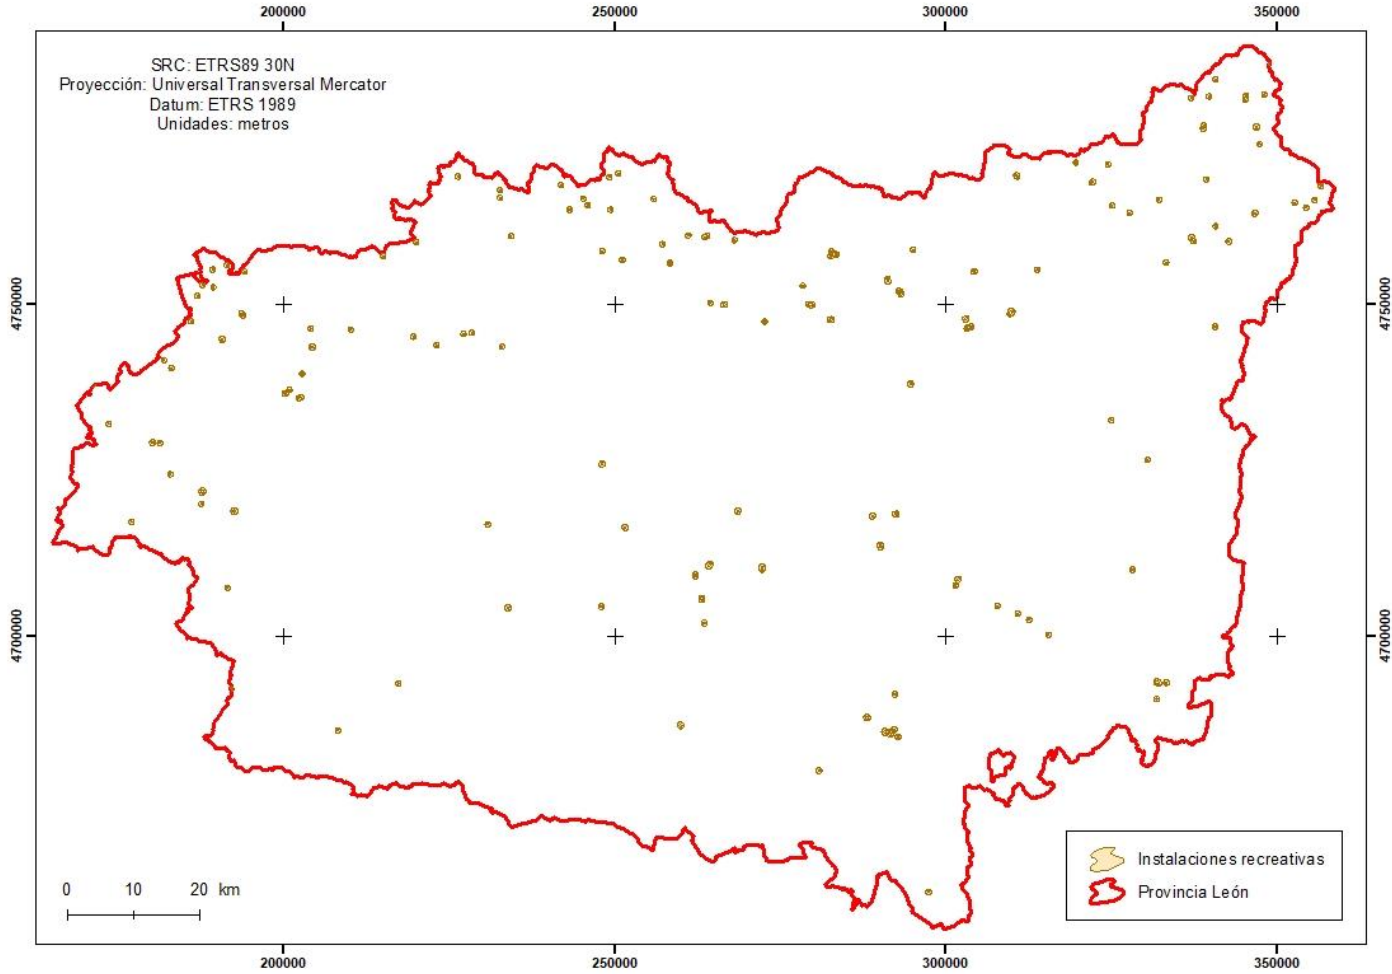 200000 250000 300000 350000
SRC: ETRS89 30N
Proyección: Universal Transversal Mercator
Datum: ETRS 1989
Unidades: metros
4750000 4750000
4700000 4700000
Instalaciones recreativas
Provincia León
0 10 20 km
200000 250000 300000 350000